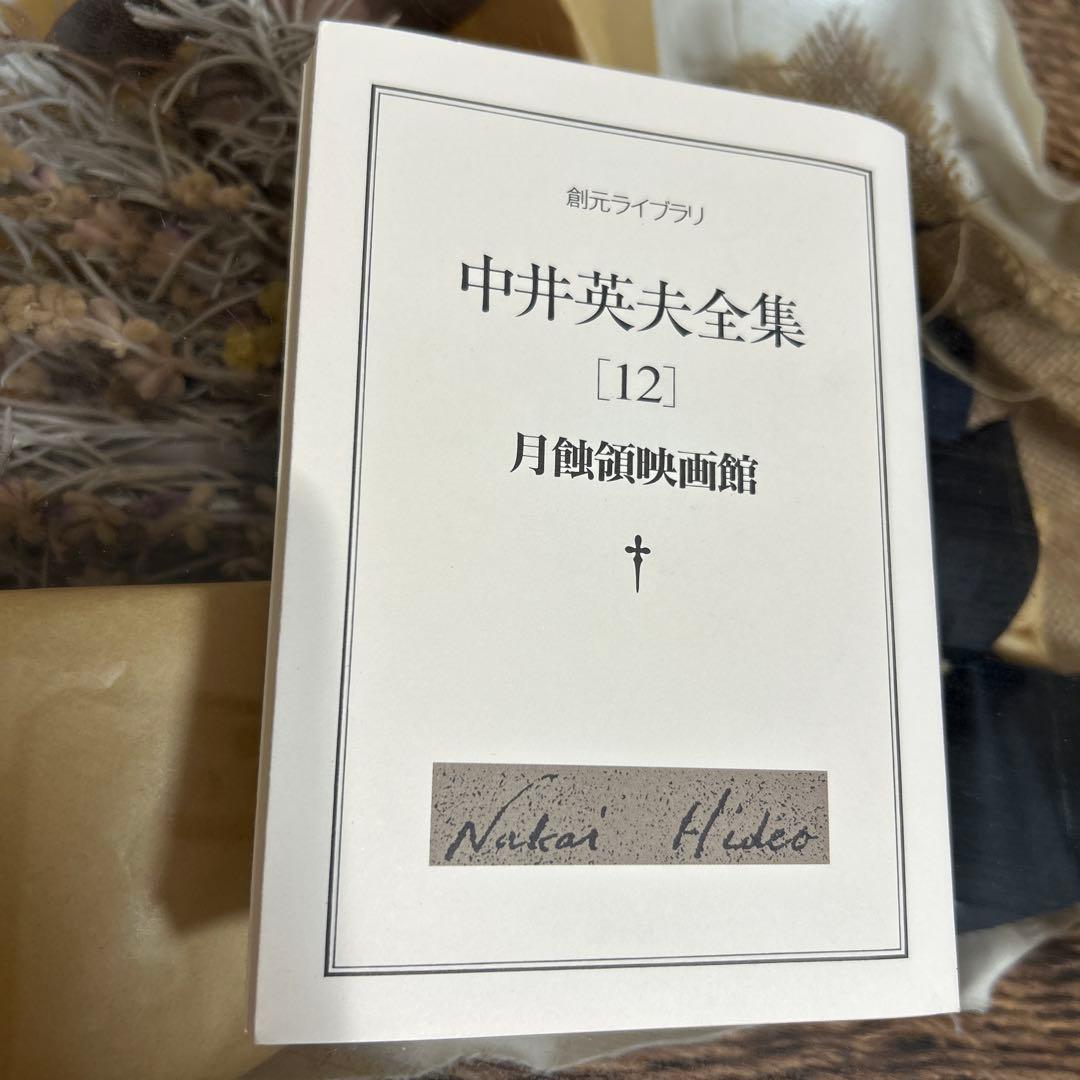 創元ライブラリ
中井英夫全集
[12]
月蝕領映画館
Nakai Hideo